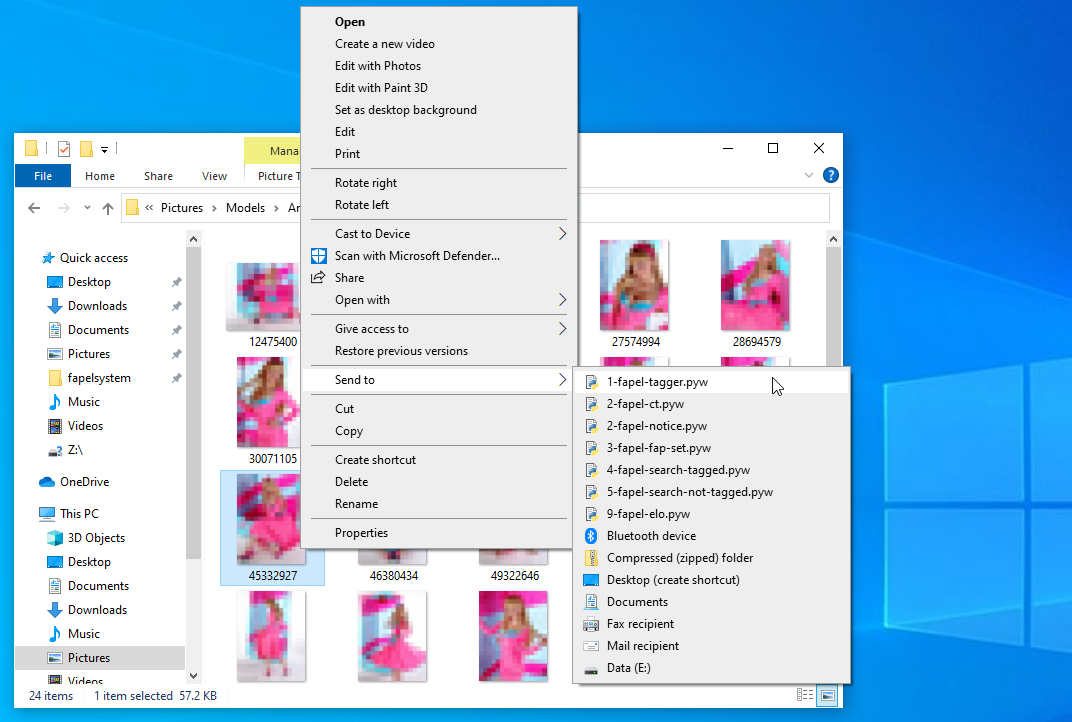 Open
Create a new video
Edit with Photos
Edit with Paint 3D
Set as desktop background
Edit
Print
Rotate right
Rotate left
Cast to Device
Scan with Microsoft Defender...
Share
Open with
Give access to
Restore previous versions
Send to
Cut
Copy
Create shortcut
Delete
Rename
Properties
1-fapel-tagger.pyw
2-fapel-ct.pyw
2-fapel-notice.pyw
3-fapel-fap-set.pyw
4-fapel-search-tagged.pyw
5-fapel-search-not-tagged.pyw
9-fapel-elo.pyw
Bluetooth device
Compressed (zipped) folder
Desktop (create shortcut)
Documents
Fax recipient
Mail recipient
Data (E:)
Mana
File
Home
Share
View
Picture T
« Pictures > Models > Ar
Quick access
Desktop
Downloads
Documents
Pictures
fapelsystem
Music
Videos
Z:\
OneDrive
This PC
3D Objects
Desktop
Documents
Downloads
Music
Pictures
Videos
12475400
27574994
28694579
30071105
45332927
46380434
49322646
24 items
1 item selected 57.2 KB